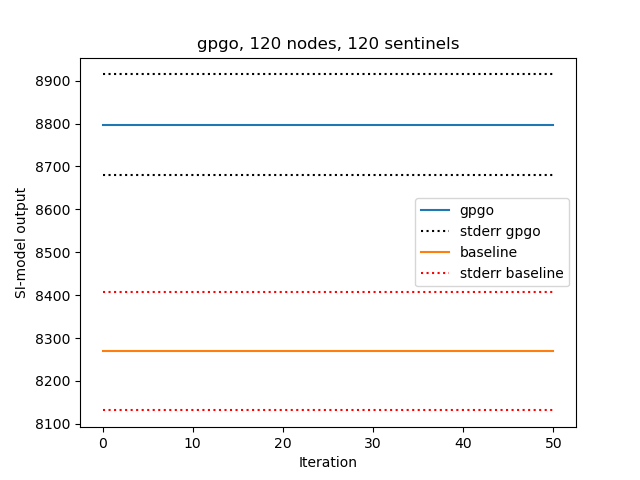 gpgo, 120 nodes, 120 sentinels
SI-model output
8900
8800
8700
8600
8500
8400
8300
8200
8100
gpgo
stderr gpgo
baseline
stderr baseline
0 10 20 30 40 50
Iteration